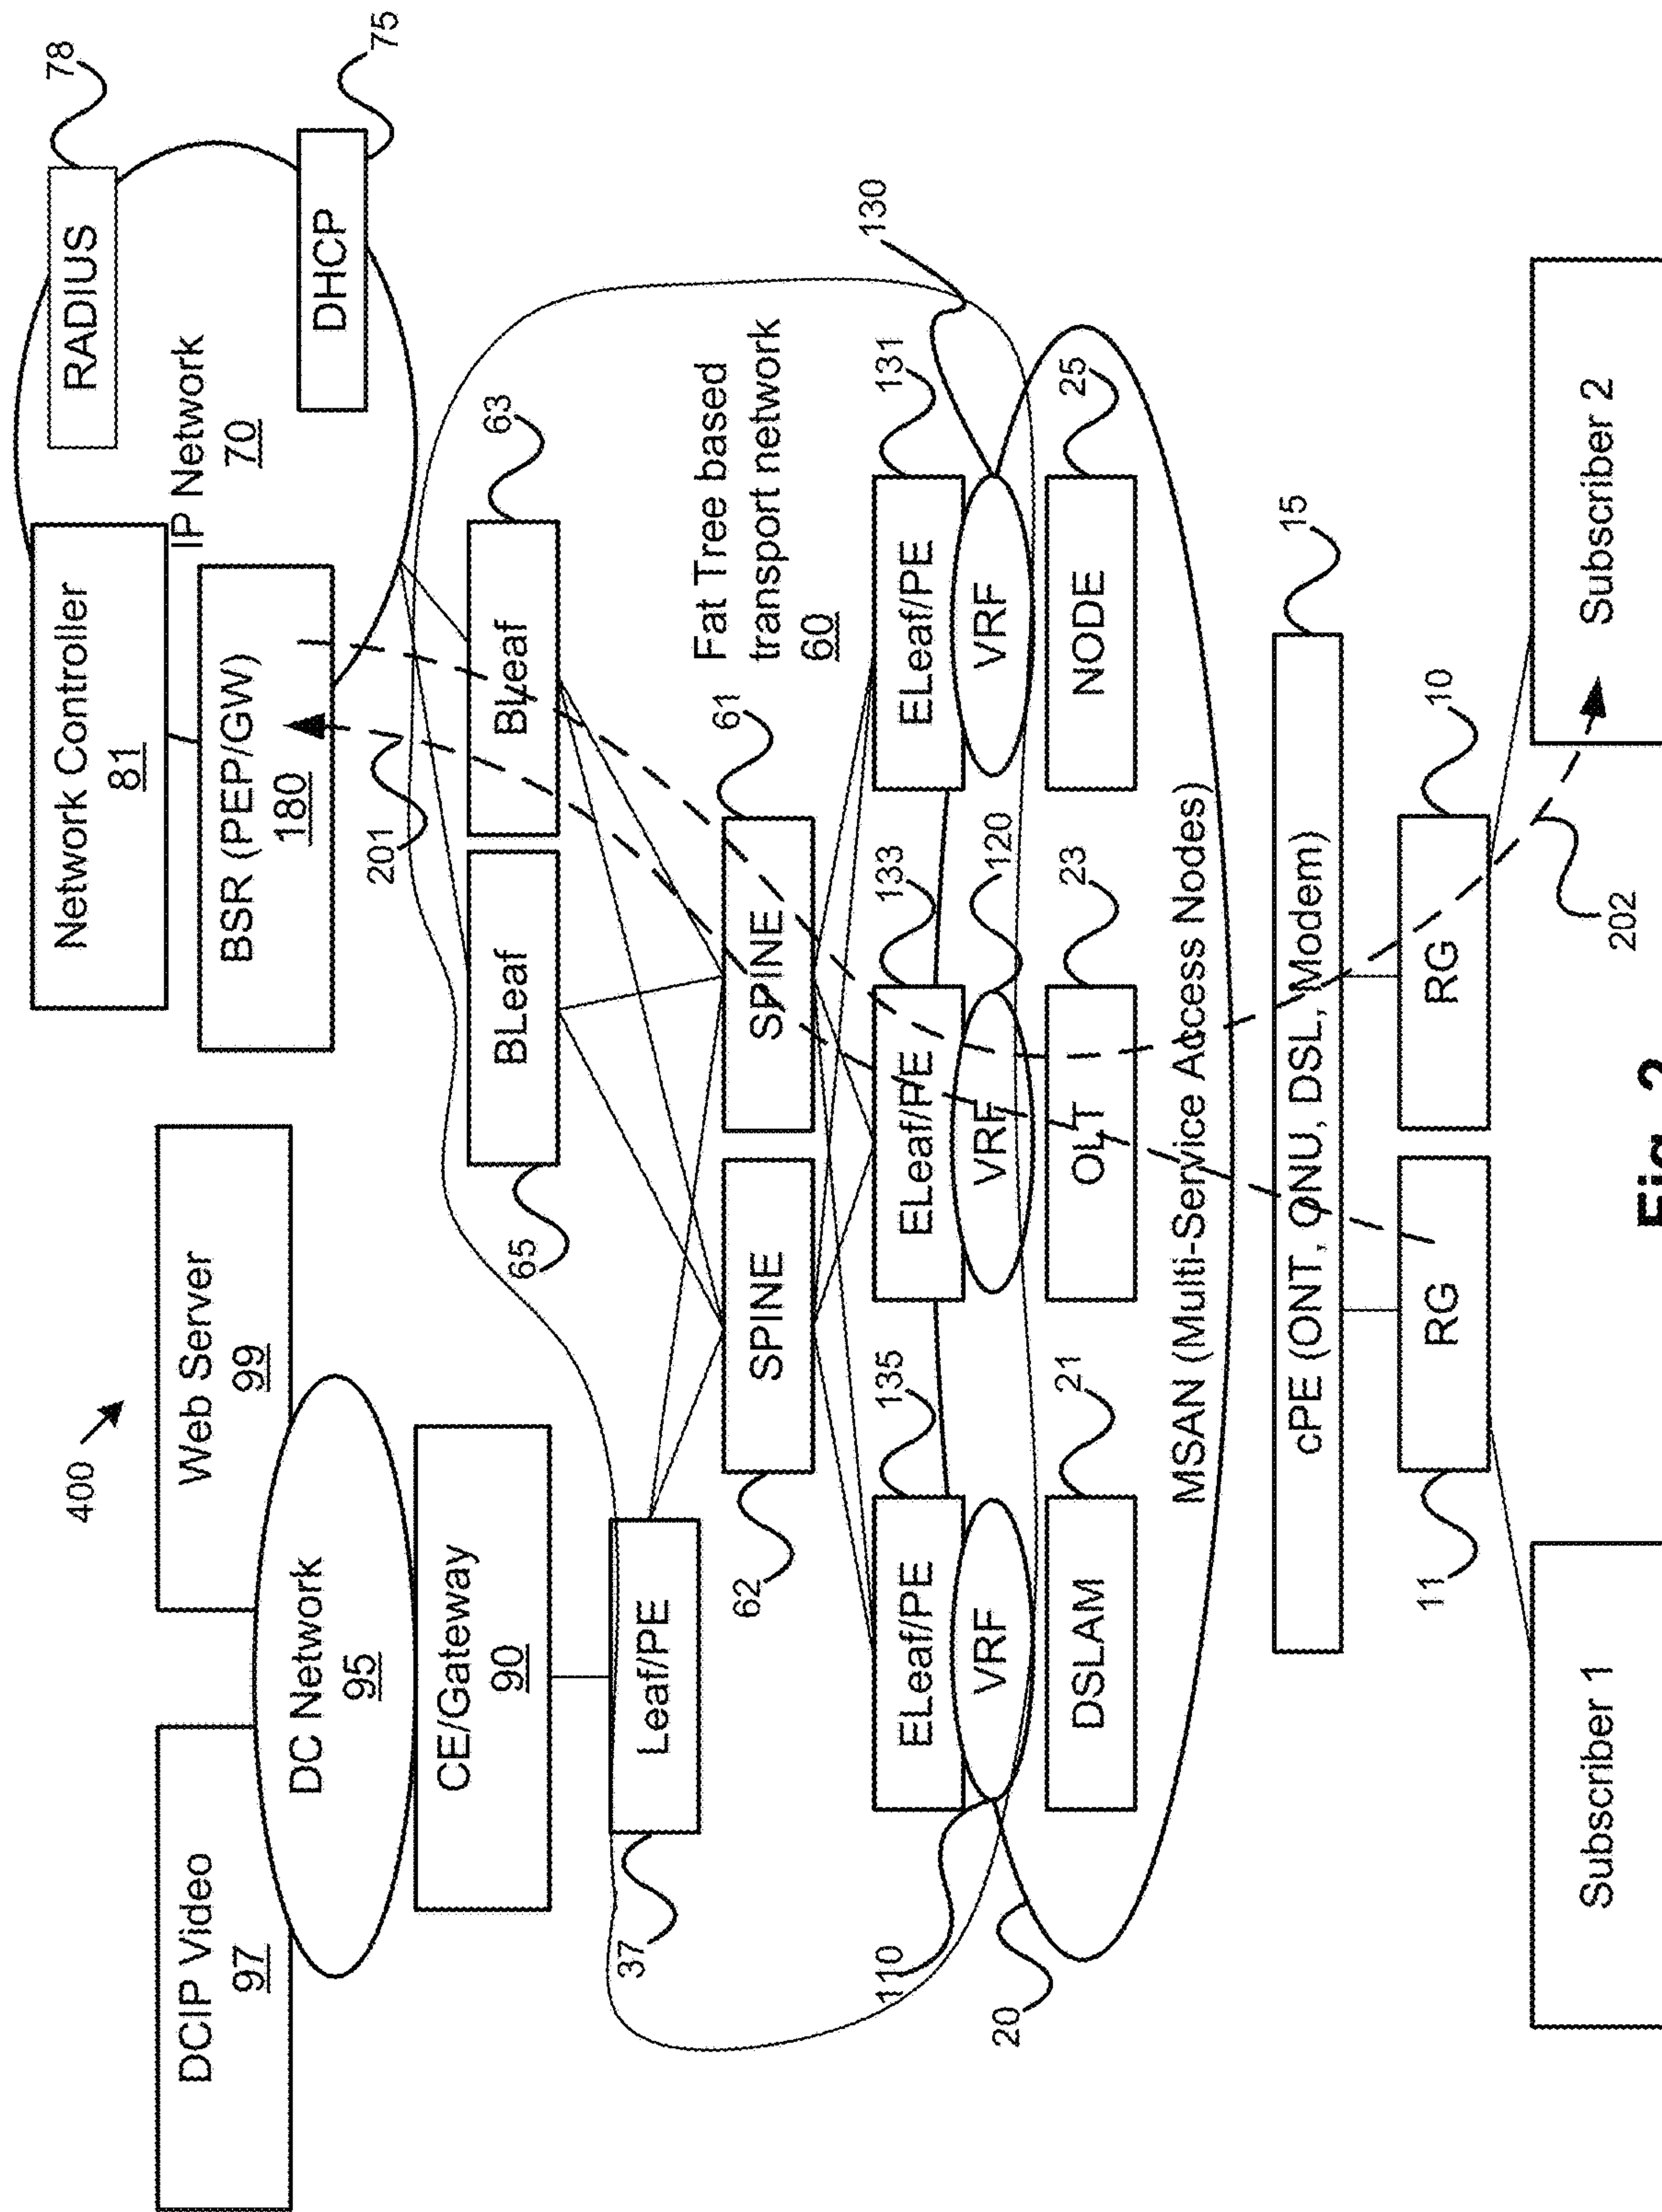 400
DCIP Video
97
Web Server
99
DC Network
95
CE/Gateway
90
Network Controller
81
BSR (PEP/GW)
180
RADIUS
78
IP Network
70
DHCP
75
201
Leaf/PE
37
BLeaf
65
BLeaf
63
SPINE
62
SPINE
61
Fat Tree based
transport network
60
ELeaf/PE
135
ELeaf/PE
133
ELeaf/PE
131
130
110
VRF
VRF
120
VRF
20
DSLAM
21
OLT
23
NODE
25
MSAN (Multi-Service Access Nodes)
cPE (ONT, ONU, DSL, Modem)
15
11
RG
RG
10
202
Subscriber 1
Subscriber 2
Fig. 2